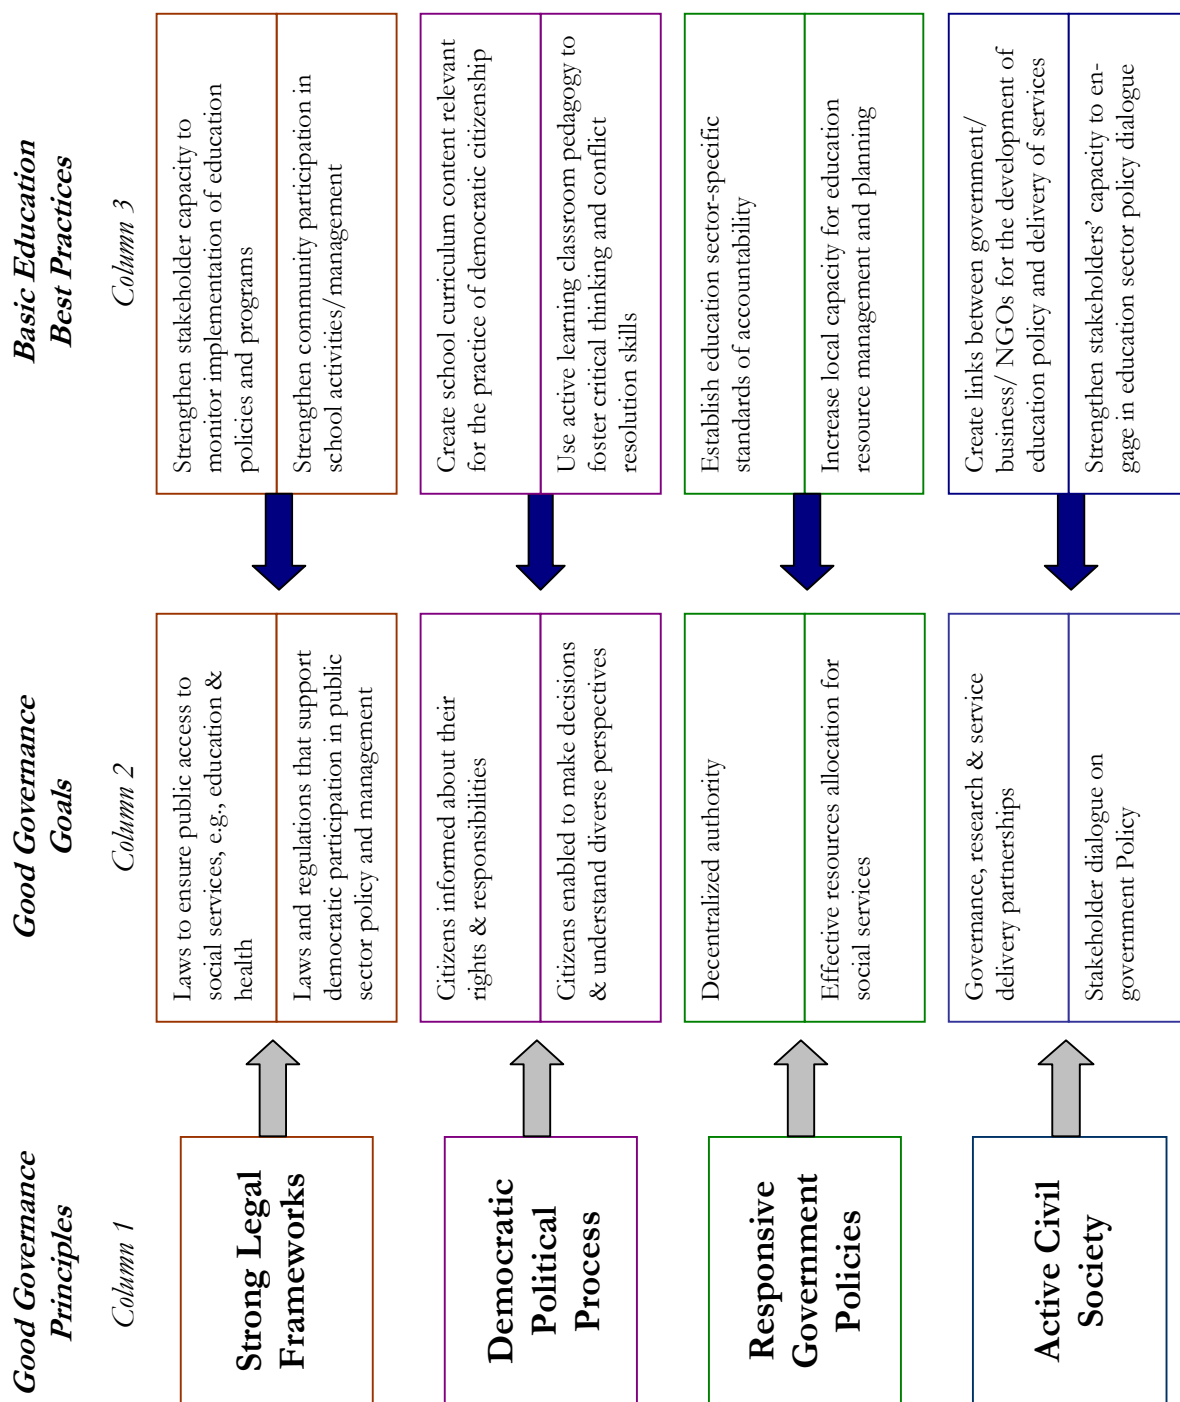 Good Governance
Principles
Column 1
Good Governance
Goals
Column 2
Basic Education
Best Practices
Column 3
Strong Legal
Frameworks
Laws to ensure public access to
social services, e.g., education &
health
Laws and regulations that support
democratic participation in public
sector policy and management
Strengthen stakeholder capacity to
monitor implementation of education
policies and programs
Strengthen community participation in
school activities/management
Democratic
Political
Process
Citizens informed about their
rights & responsibilities
Citizens enabled to make decisions
& understand diverse perspectives
Create school curriculum content relevant
for the practice of democratic citizenship
Use active learning classroom pedagogy to
foster critical thinking and conflict
resolution skills
Responsive
Government
Policies
Decentralized authority
Effective resources allocation for
social services
Establish education sector-specific
standards of accountability
Increase local capacity for education
resource management and planning
Active Civil
Society
Governance, research & service
delivery partnerships
Stakeholder dialogue on
government Policy
Create links between government/
business/ NGOs for the development of
education policy and delivery of services
Strengthen stakeholders' capacity to en-
gage in education sector policy dialogue